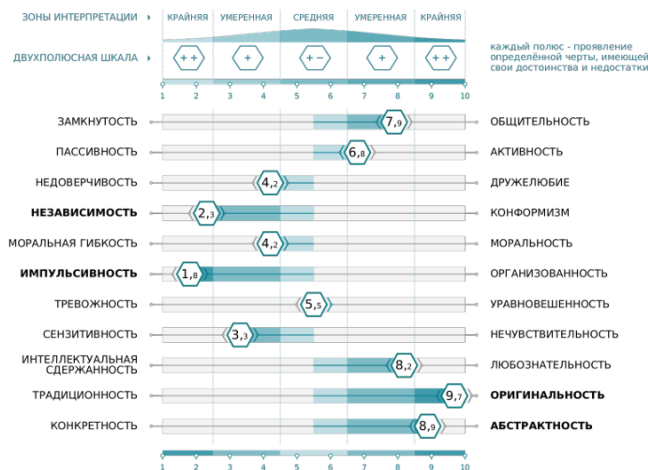 ЗОНЫ ИНТЕРПРЕТАЦИИ КРАЙНЯЯ УМЕРЕННАЯ СРЕДНЯЯ УМЕРЕННАЯ КРАЙНЯЯ
ДВУХПОЛЮСНАЯ ШКАЛА ++ + +− + ++
каждый полюс - проявление
определённой черты, имеющей
свои достоинства и недостатки
1 2 3 4 5 6 7 8 9 10
ЗАМКНУТОСТЬ 7,9 ОБЩИТЕЛЬНОСТЬ
ПАССИВНОСТЬ 6,8 АКТИВНОСТЬ
НЕДОВЕРЧИВОСТЬ 4,2 ДРУЖЕЛЮБИЕ
НЕЗАВИСИМОСТЬ 2,3 КОНФОРМИЗМ
МОРАЛЬНАЯ ГИБКОСТЬ 4,2 МОРАЛЬНОСТЬ
ИМПУЛЬСИВНОСТЬ 1,8 ОРГАНИЗОВАННОСТЬ
ТРЕВОЖНОСТЬ 5,5 УРАВНОВЕШЕННОСТЬ
СЕНЗИТИВНОСТЬ 3,3 НЕЧУВСТВИТЕЛЬНОСТЬ
ИНТЕЛЛЕКТУАЛЬНАЯ
СДЕРЖАННОСТЬ 8,2 ЛЮБОЗНАТЕЛЬНОСТЬ
ТРАДИЦИОННОСТЬ 9,7 ОРИГИНАЛЬНОСТЬ
КОНКРЕТНОСТЬ 8,9 АБСТРАКТНОСТЬ
1 2 3 4 5 6 7 8 9 10